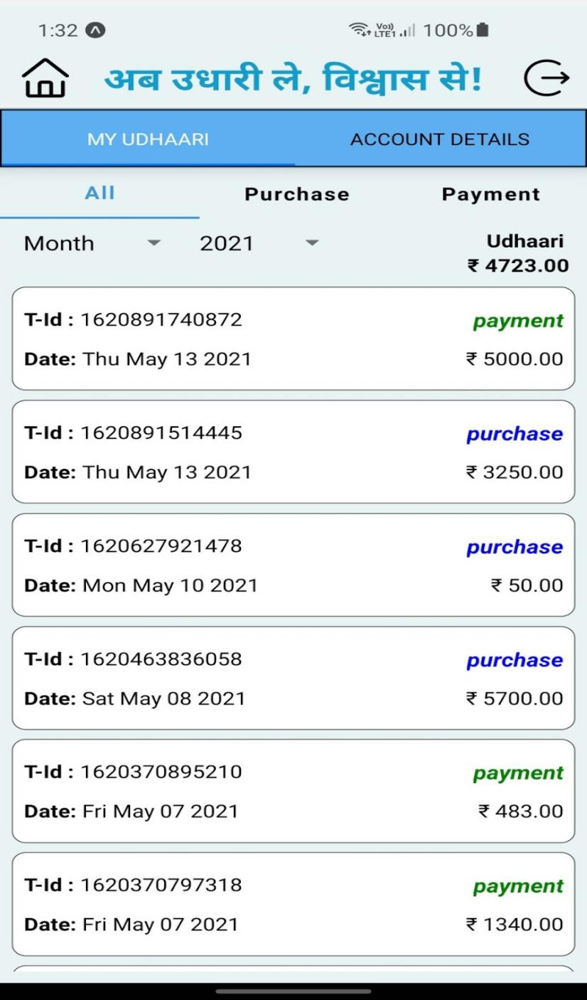 1:32 Vo)) LTE1 100%
अब उधारी ले, विश्वास से!
MY UDHAARI ACCOUNT DETAILS
All Purchase Payment
Month 2021 Udhaari
₹ 4723.00
T-Id : 1620891740872 payment
Date: Thu May 13 2021 ₹ 5000.00
T-Id : 1620891514445 purchase
Date: Thu May 13 2021 ₹ 3250.00
T-Id : 1620627921478 purchase
Date: Mon May 10 2021 ₹ 50.00
T-Id : 1620463836058 purchase
Date: Sat May 08 2021 ₹ 5700.00
T-Id : 1620370895210 payment
Date: Fri May 07 2021 ₹ 483.00
T-Id : 1620370797318 payment
Date: Fri May 07 2021 ₹ 1340.00